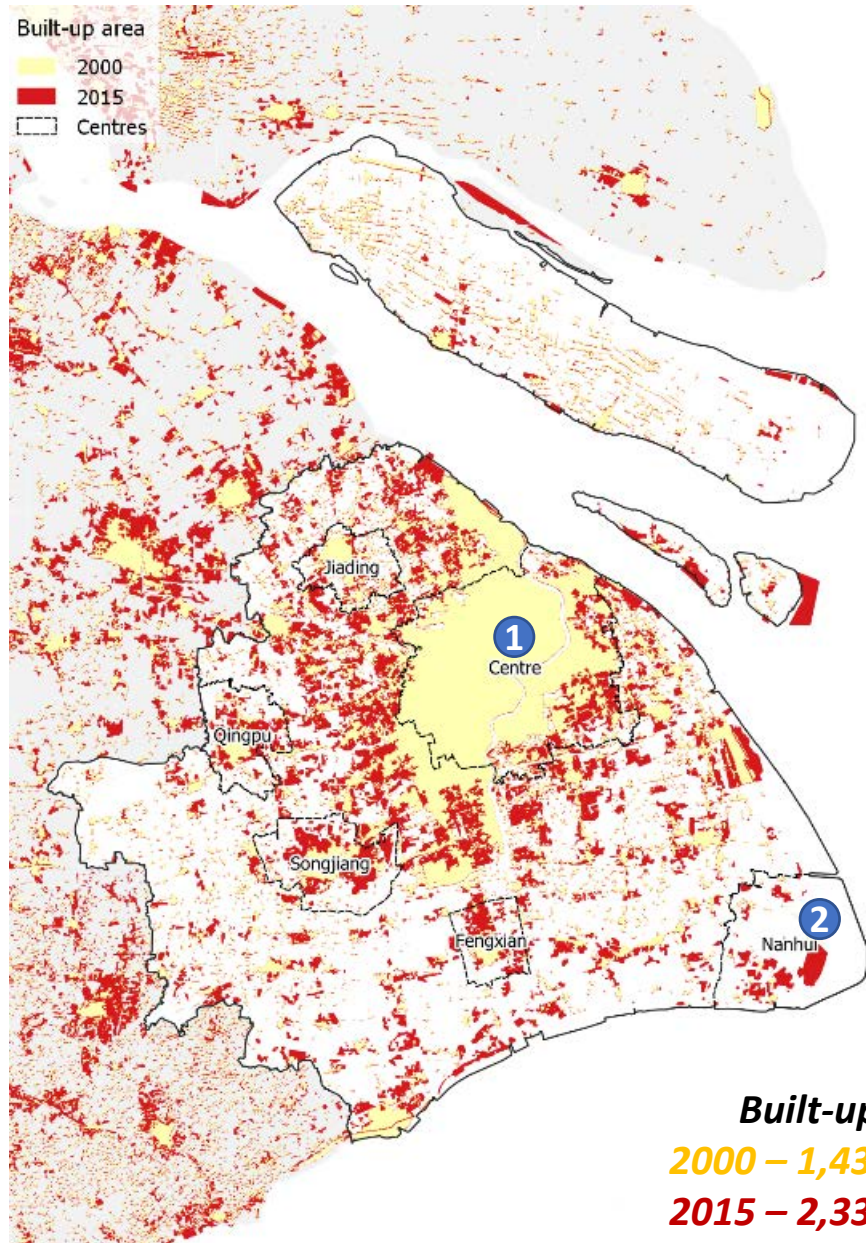 Built-up area
2000
2015
Centres
Jiading
1
Centre
Qingpu
Songjiang
2
Fengxian
Nanhui
Built-up
2000 – 1,43
2015 – 2,33